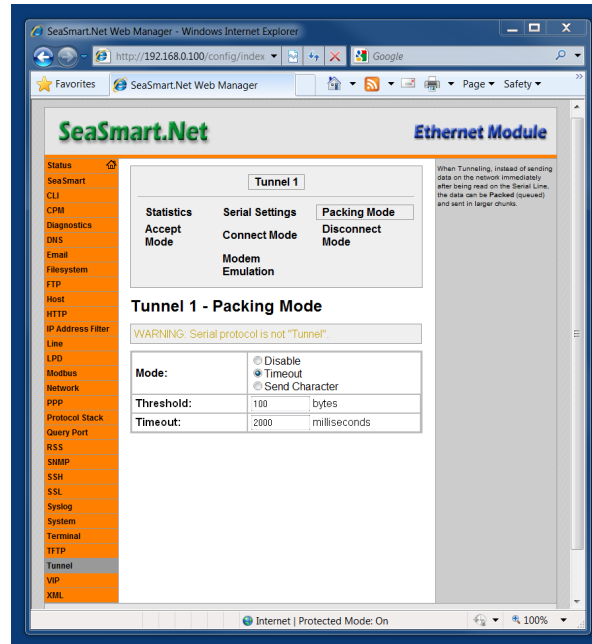 SeaSmart.Net Web Manager - Windows Internet Explorer
http://192.168.0.100/config/index
Google
Favorites
SeaSmart.Net Web Manager
Page
Safety
»
SeaSmart.Net
Ethernet Module
Status
SeaSmart
CLI
CPM
Diagnostics
DNS
Email
Filesystem
FTP
Host
HTTP
IP Address Filter
Line
LPD
Modbus
Network
PPP
Protocol Stack
Query Port
RSS
SNMP
SSH
SSL
Syslog
System
Terminal
TFTP
Tunnel
VIP
XML
Tunnel 1
Statistics Serial Settings Packing Mode
Accept Mode Connect Mode Disconnect Mode
Modem Emulation
Tunnel 1 - Packing Mode
WARNING: Serial protocol is not "Tunnel".
Mode:
Disable
Timeout
Send Character
Threshold: 100 bytes
Timeout: 2000 milliseconds
When Tunneling, instead of sending
data on the network immediately
after being read on the Serial Line,
the data can be Packed (queued)
and sent in larger chunks.
Internet | Protected Mode: On
100%